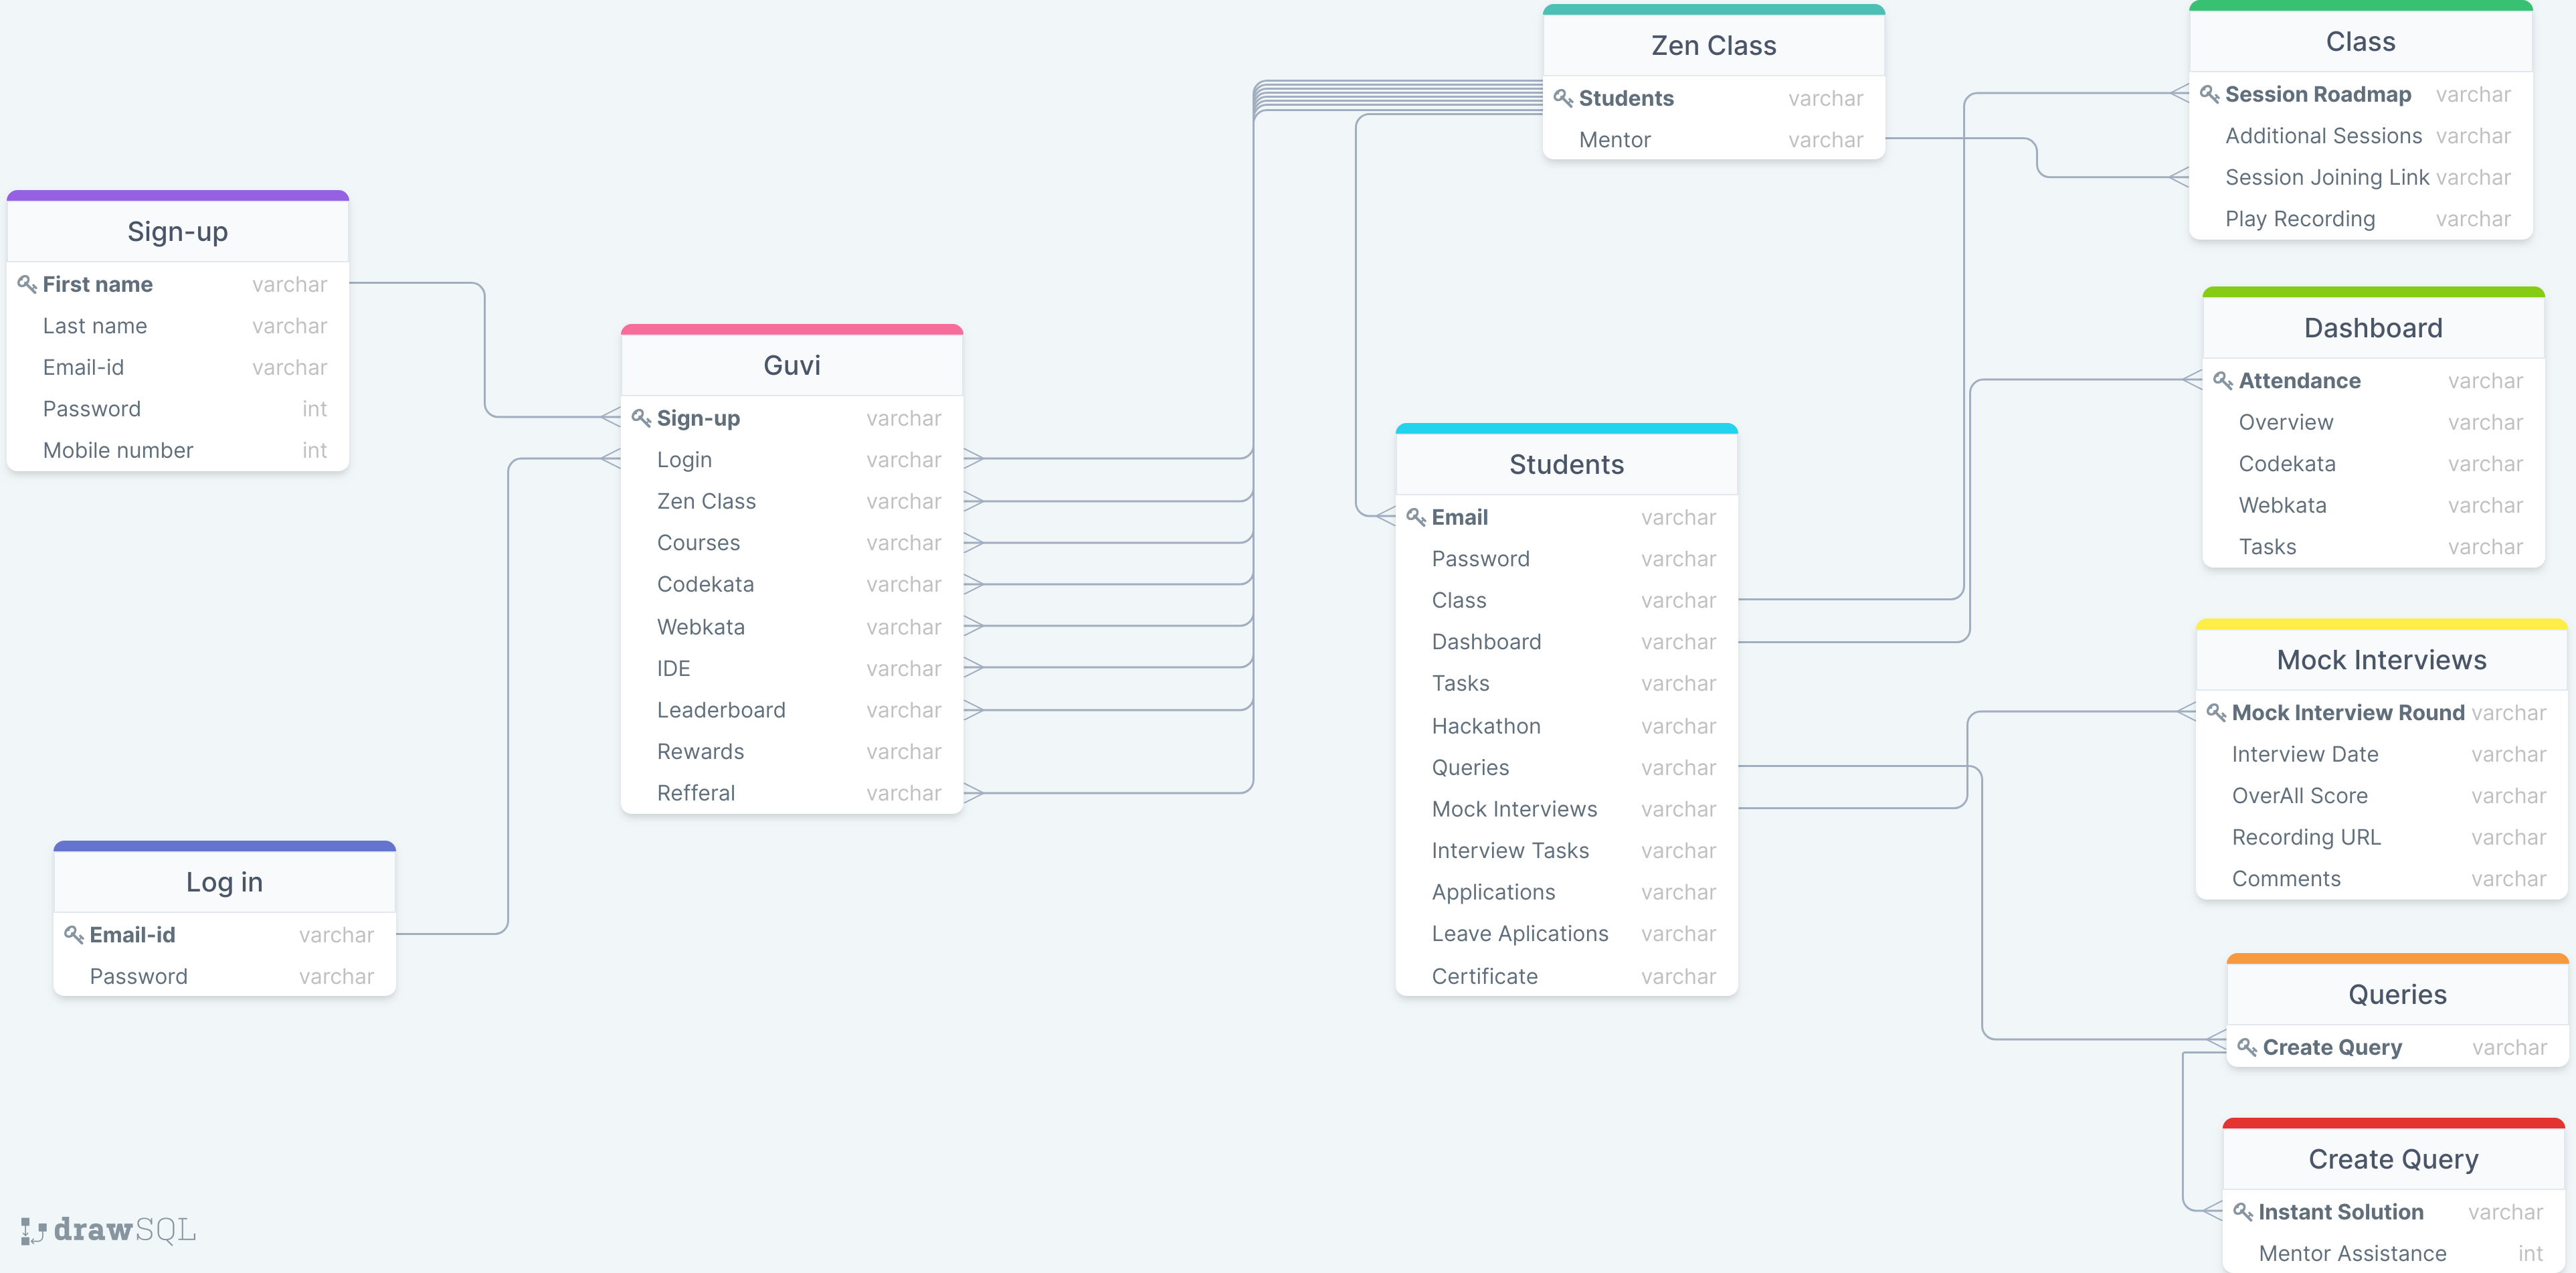 Sign-up
First name varchar
Last name varchar
Email-id varchar
Password int
Mobile number int
Log in
Email-id varchar
Password varchar
Guvi
Sign-up varchar
Login varchar
Zen Class varchar
Courses varchar
Codekata varchar
Webkata varchar
IDE varchar
Leaderboard varchar
Rewards varchar
Refferal varchar
Zen Class
Students varchar
Mentor varchar
Students
Email varchar
Password varchar
Class varchar
Dashboard varchar
Tasks varchar
Hackathon varchar
Queries varchar
Mock Interviews varchar
Interview Tasks varchar
Applications varchar
Leave Aplications varchar
Certificate varchar
Class
Session Roadmap varchar
Additional Sessions varchar
Session Joining Link varchar
Play Recording varchar
Dashboard
Attendance varchar
Overview varchar
Codekata varchar
Webkata varchar
Tasks varchar
Mock Interviews
Mock Interview Round varchar
Interview Date varchar
OverAll Score varchar
Recording URL varchar
Comments varchar
Queries
Create Query varchar
Create Query
Instant Solution varchar
Mentor Assistance int
drawSQL